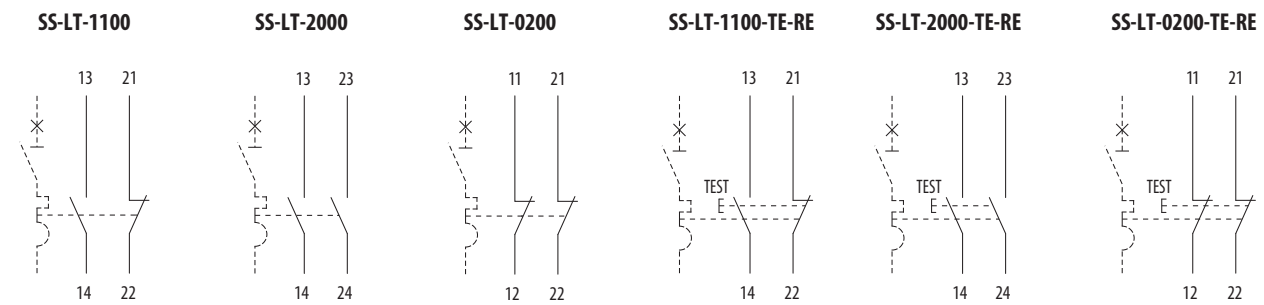 SS-LT-1100 SS-LT-2000 SS-LT-0200 SS-LT-1100-TE-RE SS-LT-2000-TE-RE SS-LT-0200-TE-RE
13 21 13 23 11 21 13 21 13 23 11 21
TEST TEST TEST
14 22 14 24 12 22 14 22 14 24 12 22